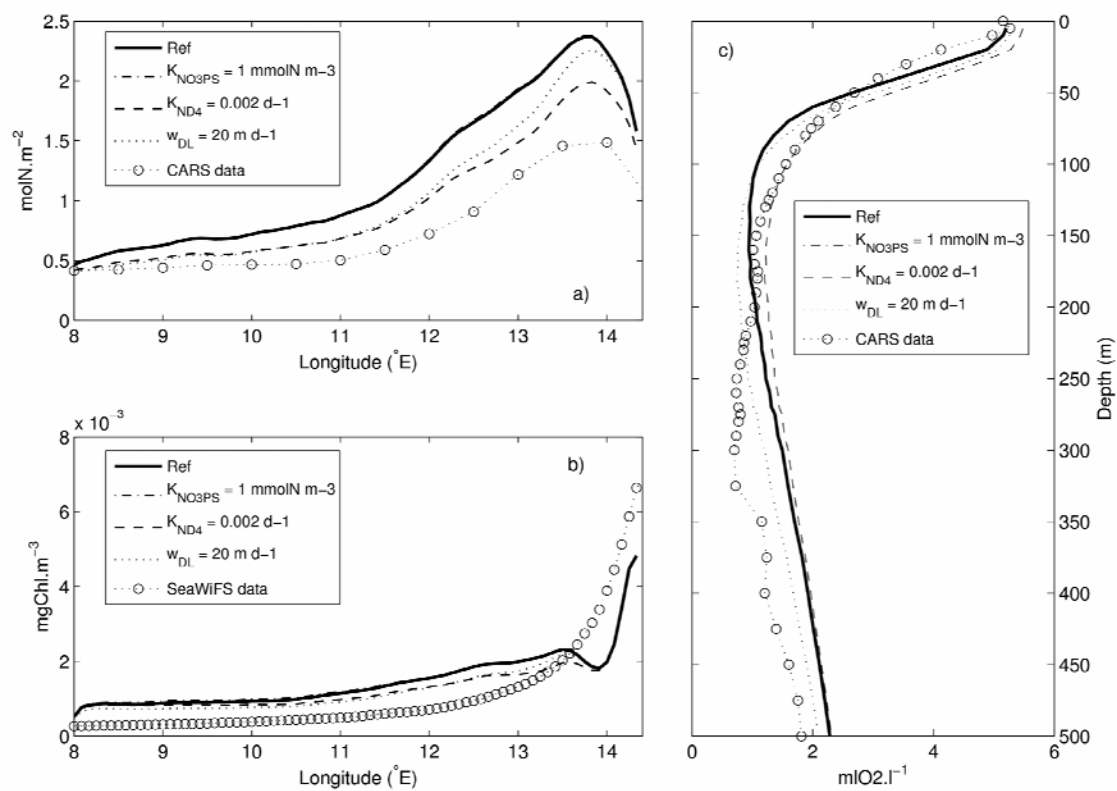 2.5
2
1.5
1
0.5
0
molN.m−2
Ref
KNO3PS = 1 mmolN m−3
KND4 = 0.002 d−1
wDL = 20 m d−1
CARS data
a)
8 9 10 11 12 13 14
Longitude (°E)
x 10−3
8
6
4
2
0
mgChl.m−3
Ref
KNO3PS = 1 mmolN m−3
KND4 = 0.002 d−1
wDL = 20 m d−1
SeaWiFS data
b)
8 9 10 11 12 13 14
Longitude (°E)
c)
Ref
KNO3PS = 1 mmolN m−3
KND4 = 0.002 d−1
wDL = 20 m d−1
CARS data
0
50
100
150
200
250
300
350
400
450
500
Depth (m)
0 2 4 6
mlO2.l−1